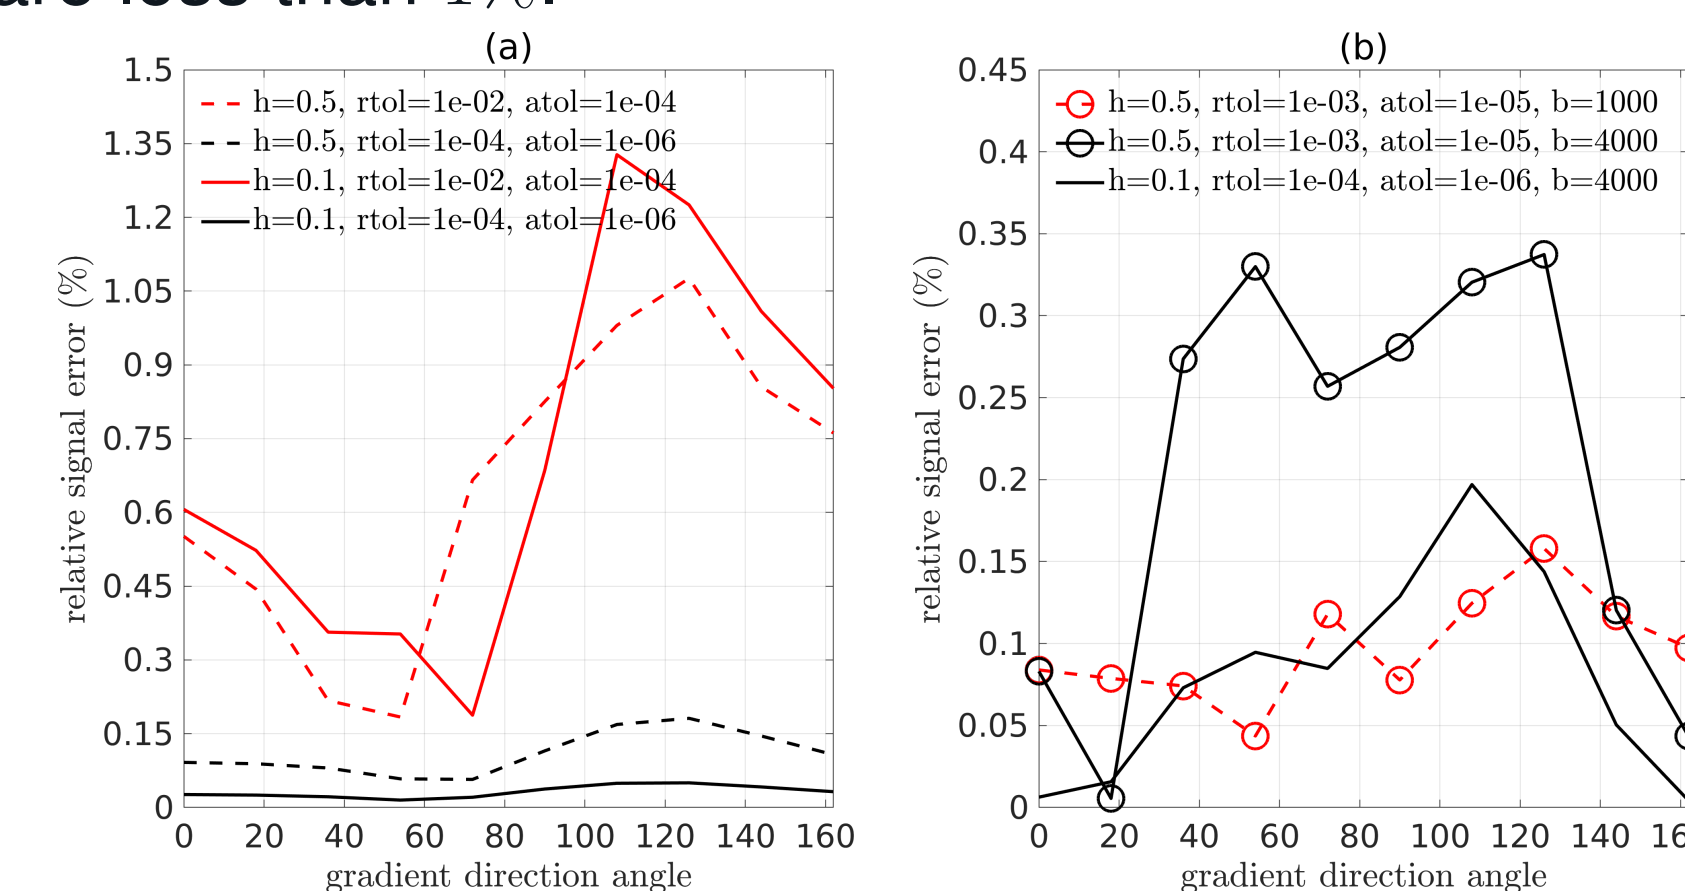 are less than 1%.
(a)
1.5
1.35
1.2
1.05
0.9
0.75
0.6
0.45
0.3
0.15
0
relative signal error (%)
h=0.5, rtol=1e-02, atol=1e-04
h=0.5, rtol=1e-04, atol=1e-06
h=0.1, rtol=1e-02, atol=1e-04
h=0.1, rtol=1e-04, atol=1e-06
0 20 40 60 80 100 120 140 160
gradient direction angle
(b)
0.45
0.4
0.35
0.3
0.25
0.2
0.15
0.1
0.05
0
relative signal error (%)
h=0.5, rtol=1e-03, atol=1e-05, b=1000
h=0.5, rtol=1e-03, atol=1e-05, b=4000
h=0.1, rtol=1e-04, atol=1e-06, b=4000
0 20 40 60 80 100 120 140
gradient direction angle